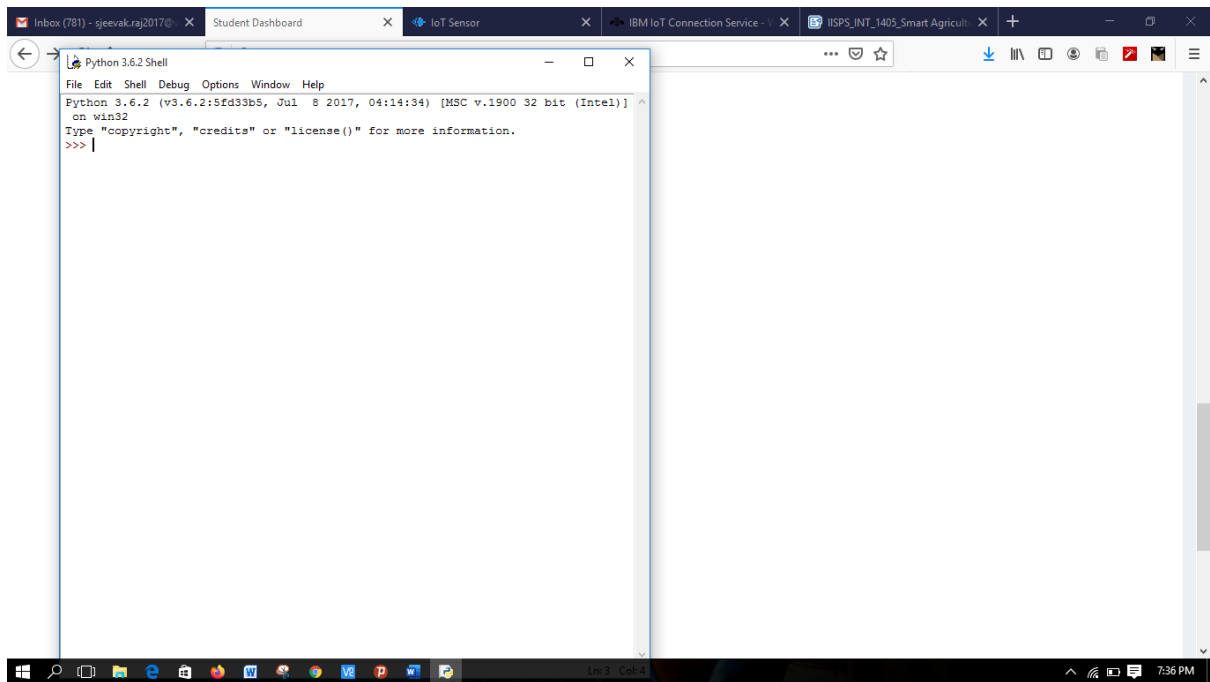 Inbox (781) - sjeevak.raj2017@v
Student Dashboard
IoT Sensor
IBM IoT Connection Service - V
IISPS_INT_1405_Smart Agricultu
Python 3.6.2 Shell
File Edit Shell Debug Options Window Help
Python 3.6.2 (v3.6.2:5fd33b5, Jul  8 2017, 04:14:34) [MSC v.1900 32 bit (Intel)]
 on win32
Type "copyright", "credits" or "license()" for more information.
>>>
Ln: 3 Col: 4
7:36 PM